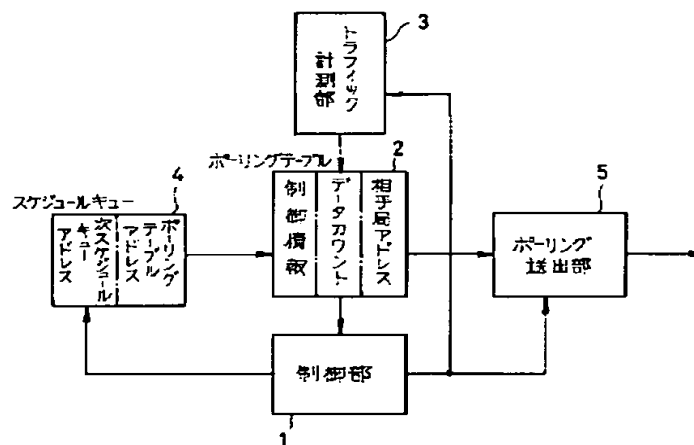 3
トラフィック
計測部
ポーリングテーブル
2
制御情報
データカウント
相手局アドレス
スケジュールキュー
4
ポーリング
テーブル
アドレス
次スケジュール
キュー
アドレス
5
ポーリング
送出部
制御部
1